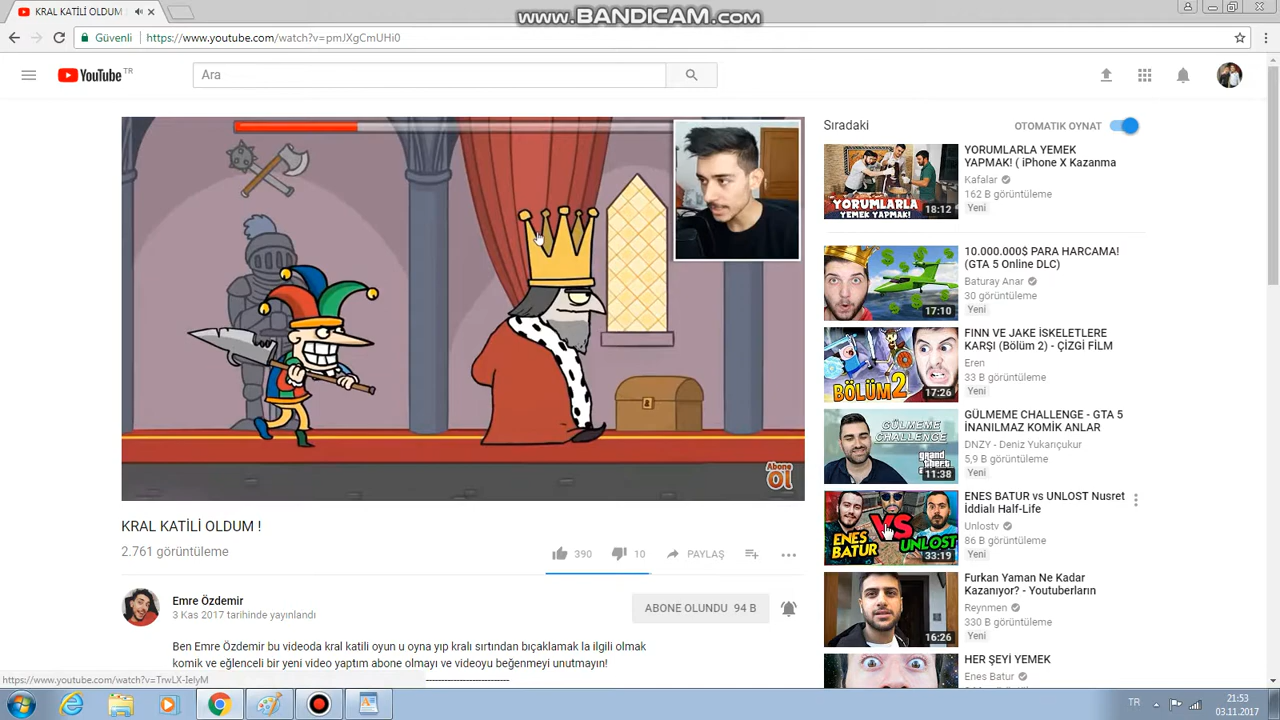 KRAL KATİLİ OLDUM
www.BANDICAM.com
Güvenli
https://www.youtube.com/watch?v=pmJXgCmUHi0
YouTube TR
Ara
Abone
Ol
KRAL KATİLİ OLDUM !
2.761 görüntüleme
390
10
PAYLAŞ
Emre Özdemir
3 Kas 2017 tarihinde yayınlandı
ABONE OLUNDU 94 B
Ben Emre Özdemir bu videoda kral katili oyun u oyna yıp kralı sırtından bıçaklamak la ilgili olmak
komik ve eğlenceli bir yeni video yaptım abone olmayı ve videoyu beğenmeyi unutmayın!
------------------------
Sıradaki
OTOMATIK OYNAT
YORUMLARLA
YEMEK YAPMAK!
18:12
YORUMLARLA YEMEK
YAPMAK! ( iPhone X Kazanma
Kafalar
162 B görüntüleme
Yeni
17:10
10.000.000$ PARA HARCAMA!
(GTA 5 Online DLC)
Baturay Anar
30 görüntüleme
Yeni
BÖLÜM 2
17:26
FINN VE JAKE İSKELETLERE
KARŞI (Bölüm 2) - ÇİZGİ FİLM
Eren
33 B görüntüleme
Yeni
GÜLMEME
CHALLENGE
11:38
GÜLMEME CHALLENGE - GTA 5
İNANILMAZ KOMİK ANLAR
DNZY - Deniz Yukarıçukur
5,9 B görüntüleme
Yeni
ENES
BATUR
VS
UNLOST
33:19
ENES BATUR vs UNLOST Nusret
İddialı Half-Life
Unlostv
86 B görüntüleme
Yeni
16:26
Furkan Yaman Ne Kadar
Kazanıyor? - Youtuberların
Reynmen
330 B görüntüleme
Yeni
HER ŞEYİ YEMEK
Enes Batur
https://www.youtube.com/watch?v=TrwLX-IelyM
TR
21:53
03.11.2017